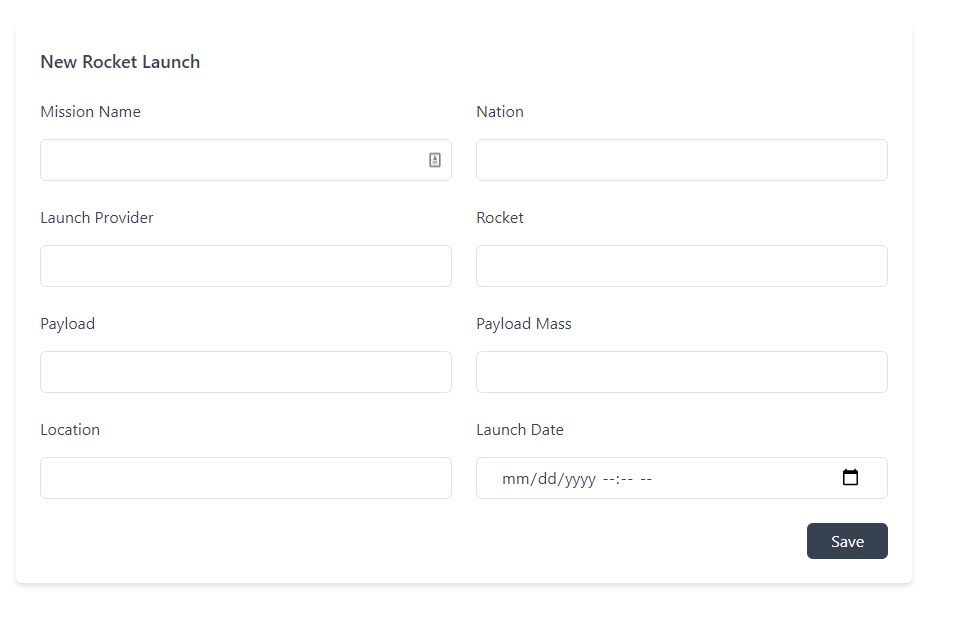 New Rocket Launch
Mission Name
Nation
Launch Provider
Rocket
Payload
Payload Mass
Location
Launch Date
mm/dd/yyyy --:-- --
Save